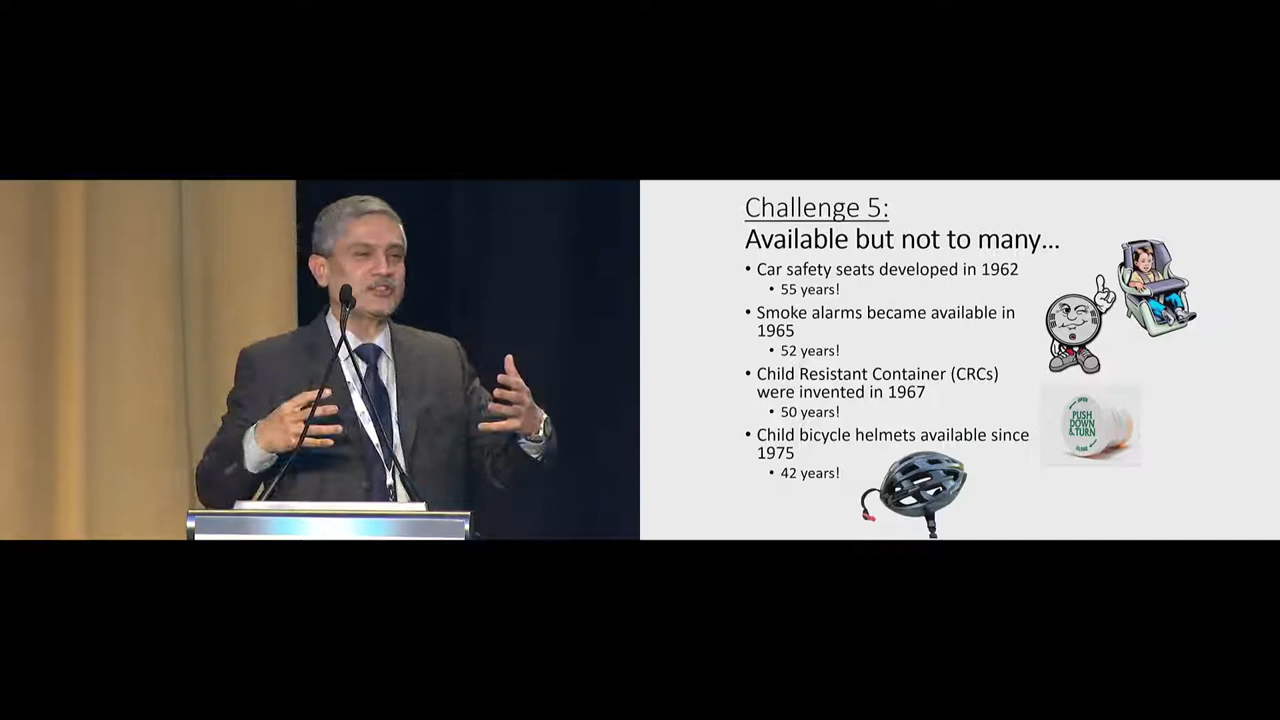 Challenge 5:
Available but not to many...
• Car safety seats developed in 1962
• 55 years!
• Smoke alarms became available in
1965
• 52 years!
• Child Resistant Container (CRCs)
were invented in 1967
• 50 years!
• Child bicycle helmets available since
1975
• 42 years!
OPEN
PUSH
DOWN
& TURN
CLOSE